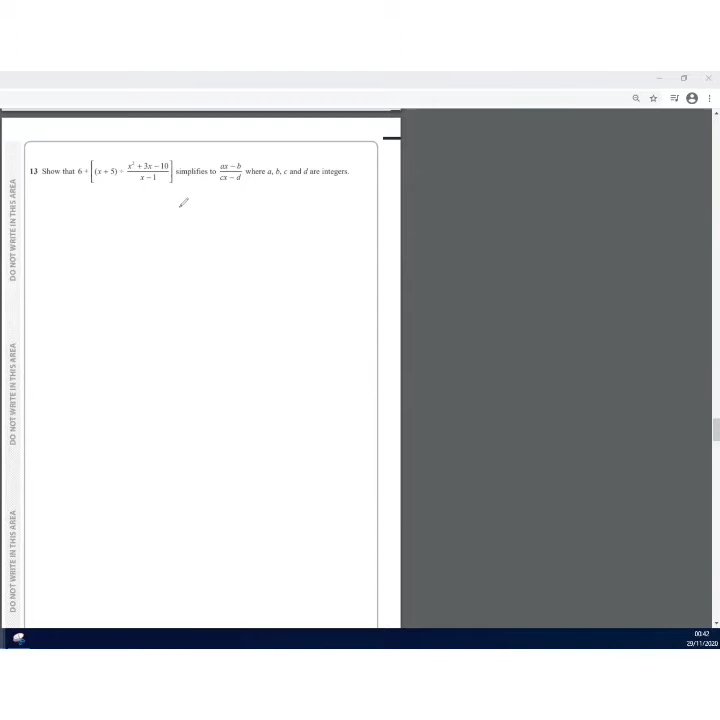 13 Show that 6 + [(x + 5) ÷ (x² + 3x − 10)/(x − 1)] simplifies to (ax − b)/(cx − d) where a, b, c and d are integers.
DO NOT WRITE IN THIS AREA
DO NOT WRITE IN THIS AREA
DO NOT WRITE IN THIS AREA
00:42
29/11/2020